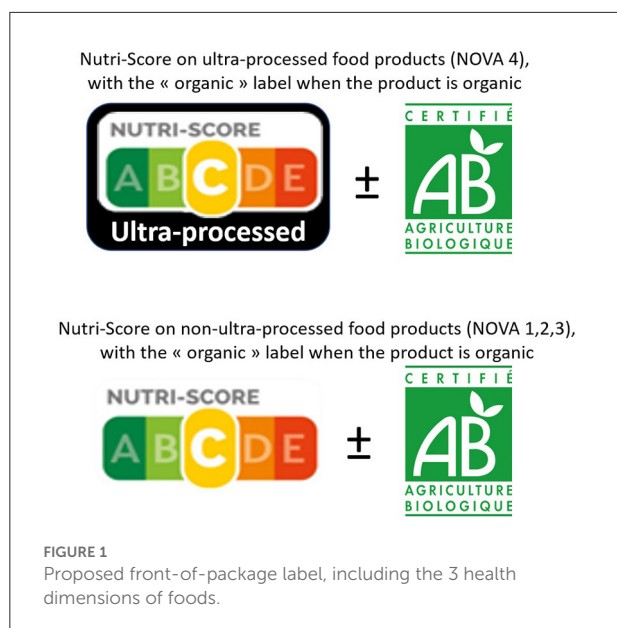 Nutri-Score on ultra-processed food products (NOVA 4),
with the « organic » label when the product is organic
NUTRI-SCORE
A B C D E
Ultra-processed
±
CERTIFIÉ
AB
AGRICULTURE
BIOLOGIQUE
Nutri-Score on non-ultra-processed food products (NOVA 1,2,3),
with the « organic » label when the product is organic
NUTRI-SCORE
A B C D E
±
CERTIFIÉ
AB
AGRICULTURE
BIOLOGIQUE
FIGURE 1
Proposed front-of-package label, including the 3 health
dimensions of foods.